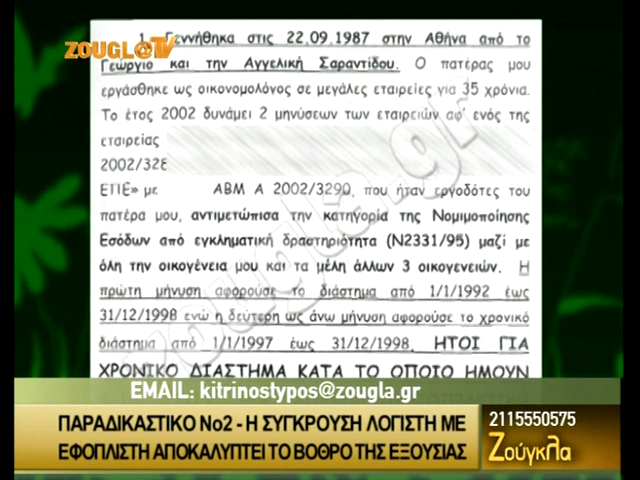 ZOUGL@TV
1. Γεννήθηκα στις 22.09.1987 στην Αθήνα από το
Γεώργιο και την Αγγελική Σαραντίδου. Ο πατέρας μου
εργάσθηκε ως οικονομολόγος σε μεγάλες εταιρείες για 35 χρόνια.
Το έτος 2002 δυνάμει 2 μηνύσεων των εταιρειών αφ' ενός της
εταιρείας
2002/328
ΕΠΕ» με ΑΒΜ Α 2002/3290, που ήταν εργοδότες του
πατέρα μου, αντιμετώπισα την κατηγορία της Νομιμοποίησης
Εσόδων από εγκληματική δραστηριότητα (Ν2331/95) μαζί με
όλη την οικογένεια μου και τα μέλη άλλων 3 οικογενειών. Η
πρώτη μήνυση αφορούσε το διάστημα από 1/1/1992 έως
31/12/1998 ενώ η δεύτερη ως άνω μήνυση αφορούσε το χρονικό
διάστημα από 1/1/1997 έως 31/12/1998, ΗΤΟΙ ΓΙΑ
ΧΡΟΝΙΚΟ ΔΙΑΣΤΗΜΑ ΚΑΤΑ ΤΟ ΟΠΟΙΟ ΗΜΟΥΝ
zougla.gr
EMAIL: kitrinostypos@zougla.gr
ΠΑΡΑΔΙΚΑΣΤΙΚΟ Νο2 - Η ΣΥΓΚΡΟΥΣΗ ΛΟΓΙΣΤΗ ΜΕ
ΕΦΟΠΛΙΣΤΗ ΑΠΟΚΑΛΥΠΤΕΙ ΤΟ ΒΟΘΡΟ ΤΗΣ ΕΞΟΥΣΙΑΣ
2115550575
Ζούγκλα